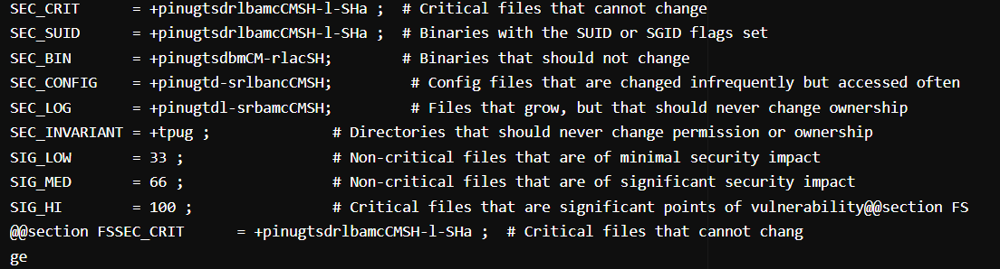 SEC_CRIT      = +pinugtsdrlbamcCMSH-l-SHa ;  # Critical files that cannot change
SEC_SUID      = +pinugtsdrlbamcCMSH-l-SHa ;  # Binaries with the SUID or SGID flags set
SEC_BIN       = +pinugtsdbmCM-rlacSH;        # Binaries that should not change
SEC_CONFIG    = +pinugtd-srlbancCMSH;         # Config files that are changed infrequently but accessed often
SEC_LOG       = +pinugtdl-srbamcCMSH;         # Files that grow, but that should never change ownership
SEC_INVARIANT = +tpug ;              # Directories that should never change permission or ownership
SIG_LOW       = 33 ;                 # Non-critical files that are of minimal security impact
SIG_MED       = 66 ;                 # Non-critical files that are of significant security impact
SIG_HI        = 100 ;                # Critical files that are significant points of vulnerability@@section FS
@@section FSSEC_CRIT      = +pinugtsdrlbamcCMSH-l-SHa ;  # Critical files that cannot chang
ge